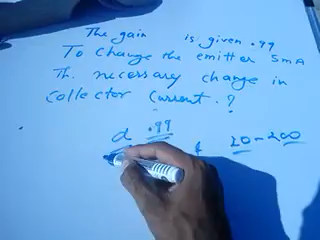 The gain is given .99
To change the emitter 5mA
Th. necessary change in
collector Current . ?
α .99 & 20 - 200